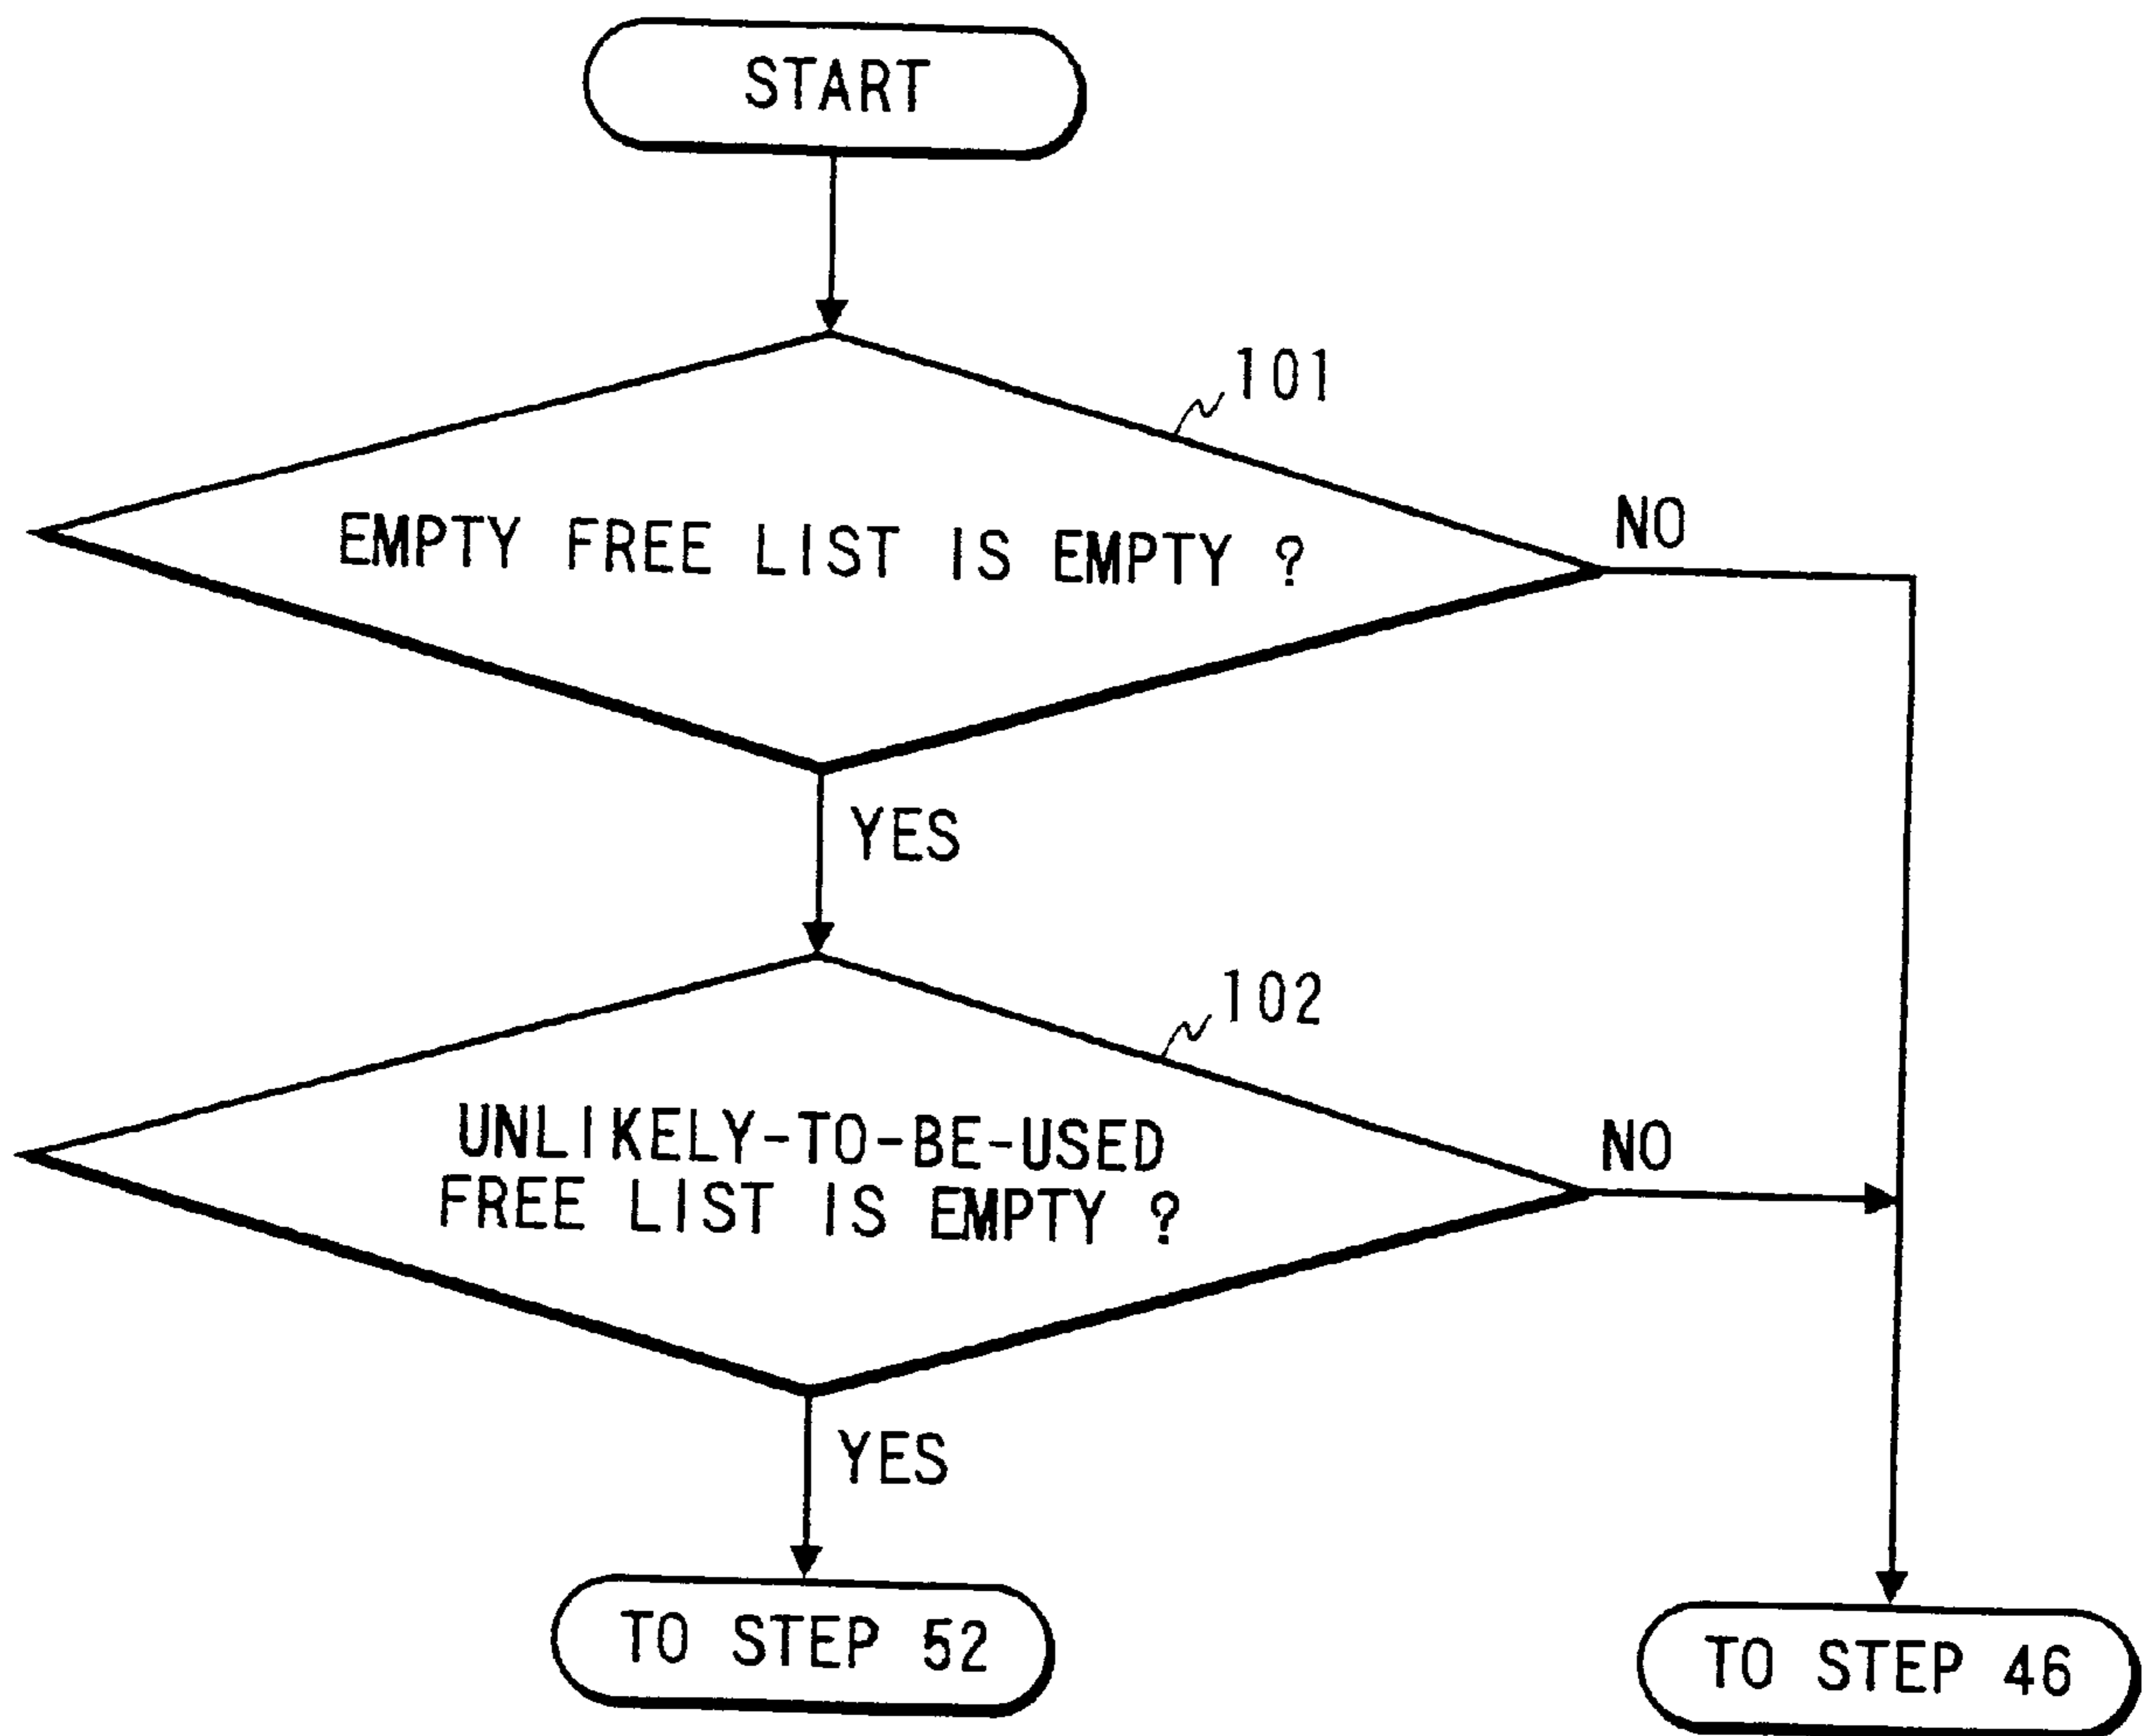 START
101
EMPTY FREE LIST IS EMPTY ?
NO
YES
102
UNLIKELY-TO-BE-USED
FREE LIST IS EMPTY ?
NO
YES
TO STEP 52
TO STEP 46